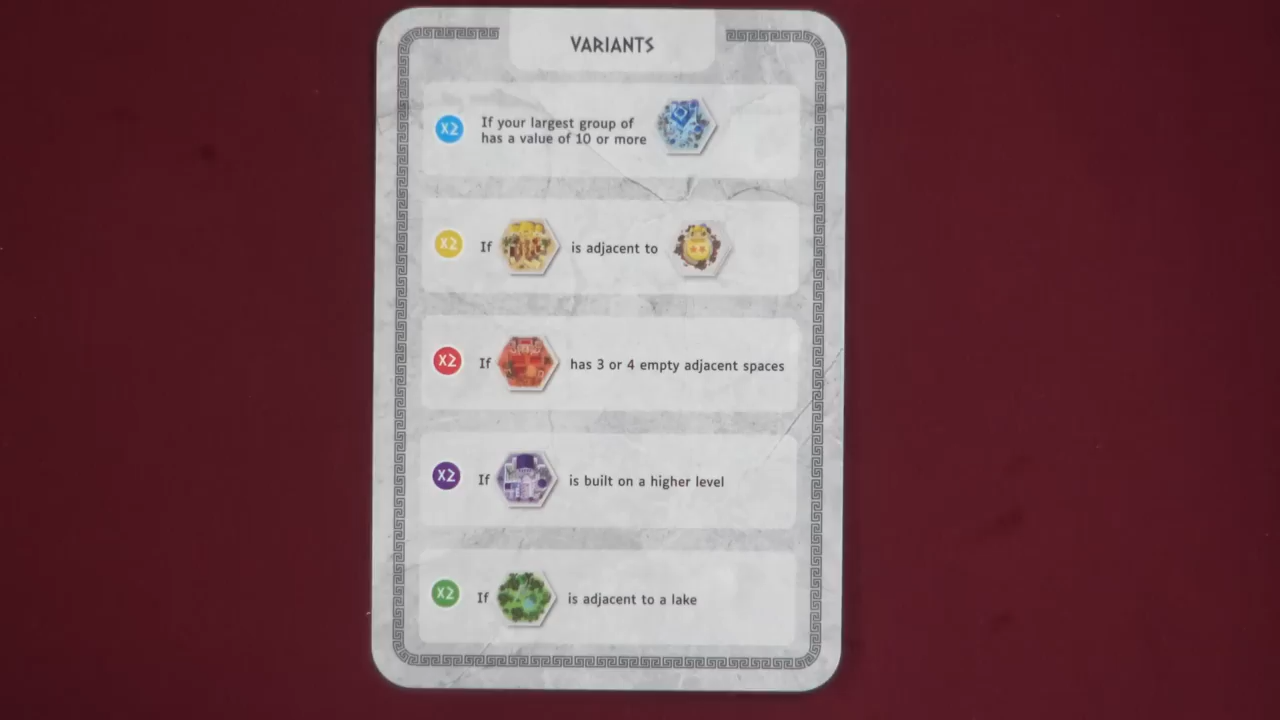 VARIANTS
X2 If your largest group of
has a value of 10 or more
X2 If is adjacent to
X2 If has 3 or 4 empty adjacent spaces
X2 If is built on a higher level
X2 If is adjacent to a lake